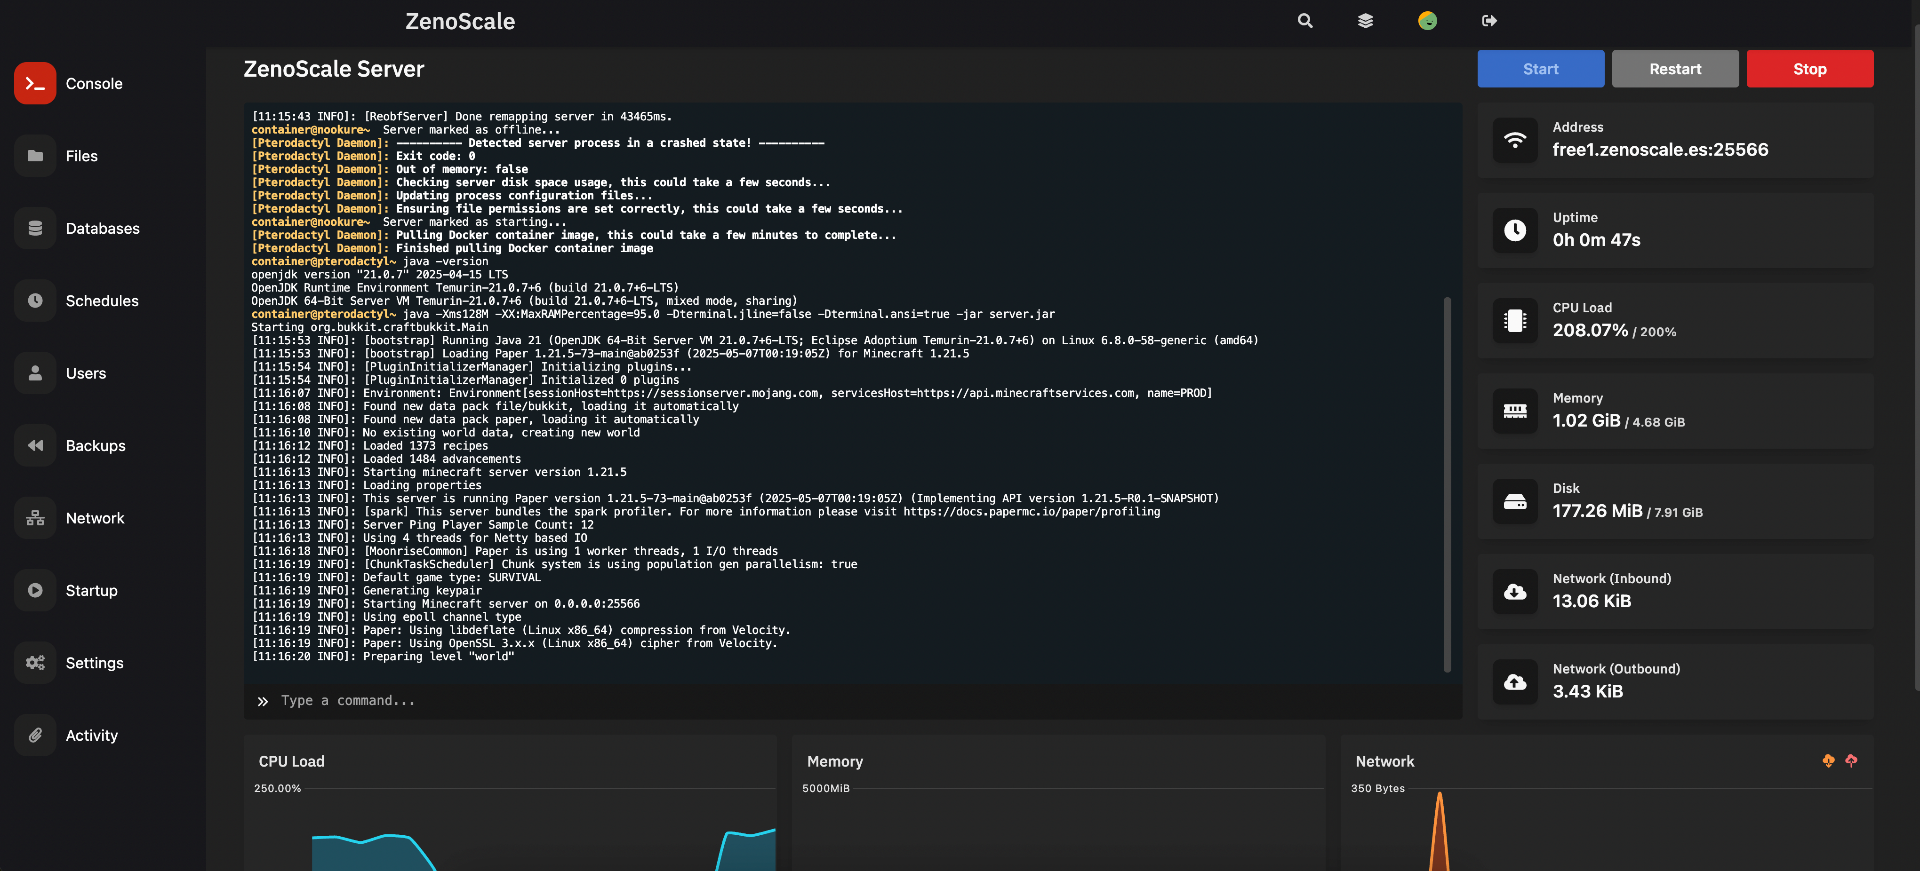 ZenoScale
Console
Files
Databases
Schedules
Users
Backups
Network
Startup
Settings
Activity
ZenoScale Server
Start
Restart
Stop
[11:15:43 INFO]: [ReobfServer] Done remapping server in 43465ms.
container@nookure~  Server marked as offline...
[Pterodactyl Daemon]: ---------- Detected server process in a crashed state! ----------
[Pterodactyl Daemon]: Exit code: 0
[Pterodactyl Daemon]: Out of memory: false
[Pterodactyl Daemon]: Checking server disk space usage, this could take a few seconds...
[Pterodactyl Daemon]: Updating process configuration files...
[Pterodactyl Daemon]: Ensuring file permissions are set correctly, this could take a few seconds...
container@nookure~  Server marked as starting...
[Pterodactyl Daemon]: Pulling Docker container image, this could take a few minutes to complete...
[Pterodactyl Daemon]: Finished pulling Docker container image
container@pterodactyl~ java -version
openjdk version "21.0.7" 2025-04-15 LTS
OpenJDK Runtime Environment Temurin-21.0.7+6 (build 21.0.7+6-LTS)
OpenJDK 64-Bit Server VM Temurin-21.0.7+6 (build 21.0.7+6-LTS, mixed mode, sharing)
container@pterodactyl~ java -Xms128M -XX:MaxRAMPercentage=95.0 -Dterminal.jline=false -Dterminal.ansi=true -jar server.jar
Starting org.bukkit.craftbukkit.Main
[11:15:53 INFO]: [bootstrap] Running Java 21 (OpenJDK 64-Bit Server VM 21.0.7+6-LTS; Eclipse Adoptium Temurin-21.0.7+6) on Linux 6.8.0-58-generic (amd64)
[11:15:53 INFO]: [bootstrap] Loading Paper 1.21.5-73-main@ab0253f (2025-05-07T00:19:05Z) for Minecraft 1.21.5
[11:15:54 INFO]: [PluginInitializerManager] Initializing plugins...
[11:15:54 INFO]: [PluginInitializerManager] Initialized 0 plugins
[11:16:07 INFO]: Environment: Environment[sessionHost=https://sessionserver.mojang.com, servicesHost=https://api.minecraftservices.com, name=PROD]
[11:16:08 INFO]: Found new data pack file/bukkit, loading it automatically
[11:16:08 INFO]: Found new data pack paper, loading it automatically
[11:16:10 INFO]: No existing world data, creating new world
[11:16:12 INFO]: Loaded 1373 recipes
[11:16:12 INFO]: Loaded 1484 advancements
[11:16:13 INFO]: Starting minecraft server version 1.21.5
[11:16:13 INFO]: Loading properties
[11:16:13 INFO]: This server is running Paper version 1.21.5-73-main@ab0253f (2025-05-07T00:19:05Z) (Implementing API version 1.21.5-R0.1-SNAPSHOT)
[11:16:13 INFO]: [spark] This server bundles the spark profiler. For more information please visit https://docs.papermc.io/paper/profiling
[11:16:13 INFO]: Server Ping Player Sample Count: 12
[11:16:13 INFO]: Using 4 threads for Netty based IO
[11:16:18 INFO]: [MoonriseCommon] Paper is using 1 worker threads, 1 I/O threads
[11:16:19 INFO]: [ChunkTaskScheduler] Chunk system is using population gen parallelism: true
[11:16:19 INFO]: Default game type: SURVIVAL
[11:16:19 INFO]: Generating keypair
[11:16:19 INFO]: Starting Minecraft server on 0.0.0.0:25566
[11:16:19 INFO]: Using epoll channel type
[11:16:19 INFO]: Paper: Using libdeflate (Linux x86_64) compression from Velocity.
[11:16:19 INFO]: Paper: Using OpenSSL 3.x.x (Linux x86_64) cipher from Velocity.
[11:16:20 INFO]: Preparing level "world"
Type a command...
Address
free1.zenoscale.es:25566
Uptime
0h 0m 47s
CPU Load
208.07% / 200%
Memory
1.02 GiB / 4.68 GiB
Disk
177.26 MiB / 7.91 GiB
Network (Inbound)
13.06 KiB
Network (Outbound)
3.43 KiB
CPU Load
250.00%
Memory
5000MiB
Network
350 Bytes